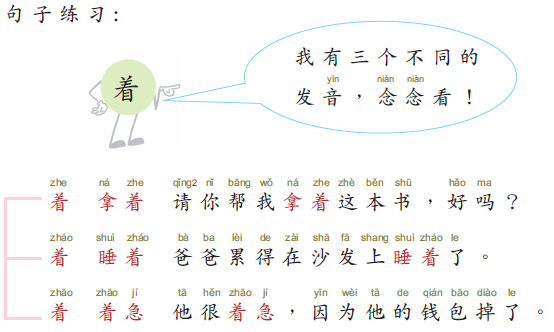 句子练习：
着
我有三个不同的
yīn niàn niàn
发音，念念看！
zhe ná zhe qǐng2 nǐ bāng wǒ ná zhe zhè běn shū hǎo ma
着 拿着 请你帮我拿着这本书，好吗？
zháo shuì zháo bà ba lèi de zài shā fā shang shuì zháo le
着 睡着 爸爸累得在沙发上睡着了。
zhāo zhāo jí tā hěn zhāo jí yīn wèi tā de qián bāo diào le
着 着急 他很着急，因为他的钱包掉了。